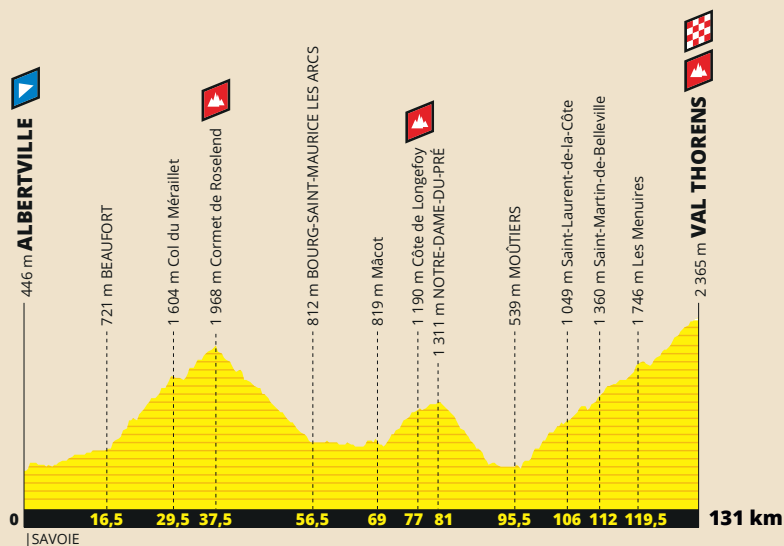 446 m ALBERTVILLE
721 m BEAUFORT
1 604 m Col du Méraillet
1 968 m Cormet de Roselend
812 m BOURG-SAINT-MAURICE LES ARCS
819 m Mâcot
1 190 m Côte de Longefoy
1 311 m NOTRE-DAME-DU-PRÉ
539 m MOÛTIERS
1 049 m Saint-Laurent-de-la-Côte
1 360 m Saint-Martin-de-Belleville
1 746 m Les Menuires
2 365 m VAL THORENS
0 16,5 29,5 37,5 56,5 69 77 81 95,5 106 112 119,5 131 km
|SAVOIE